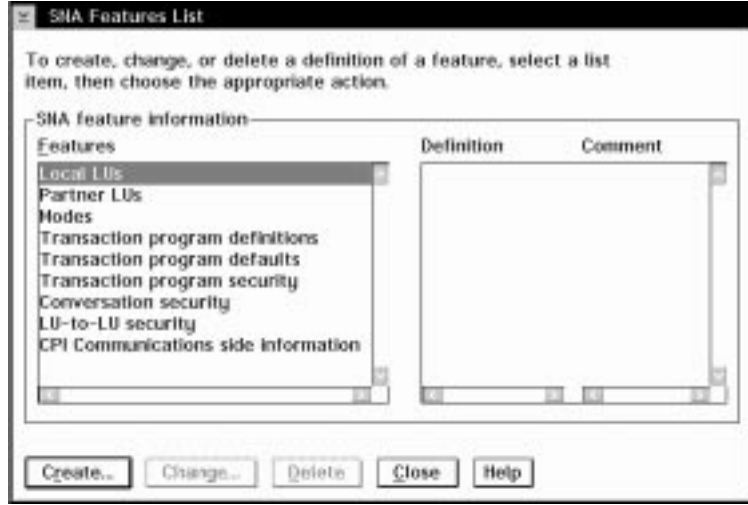 SNA Features List
To create, change, or delete a definition of a feature, select a list
item, then choose the appropriate action.
SNA feature information
Features
Definition
Comment
Local LUs
Partner LUs
Modes
Transaction program definitions
Transaction program defaults
Transaction program security
Conversation security
LU-to-LU security
CPI Communications side information
Create...
Change...
Delete
Close
Help